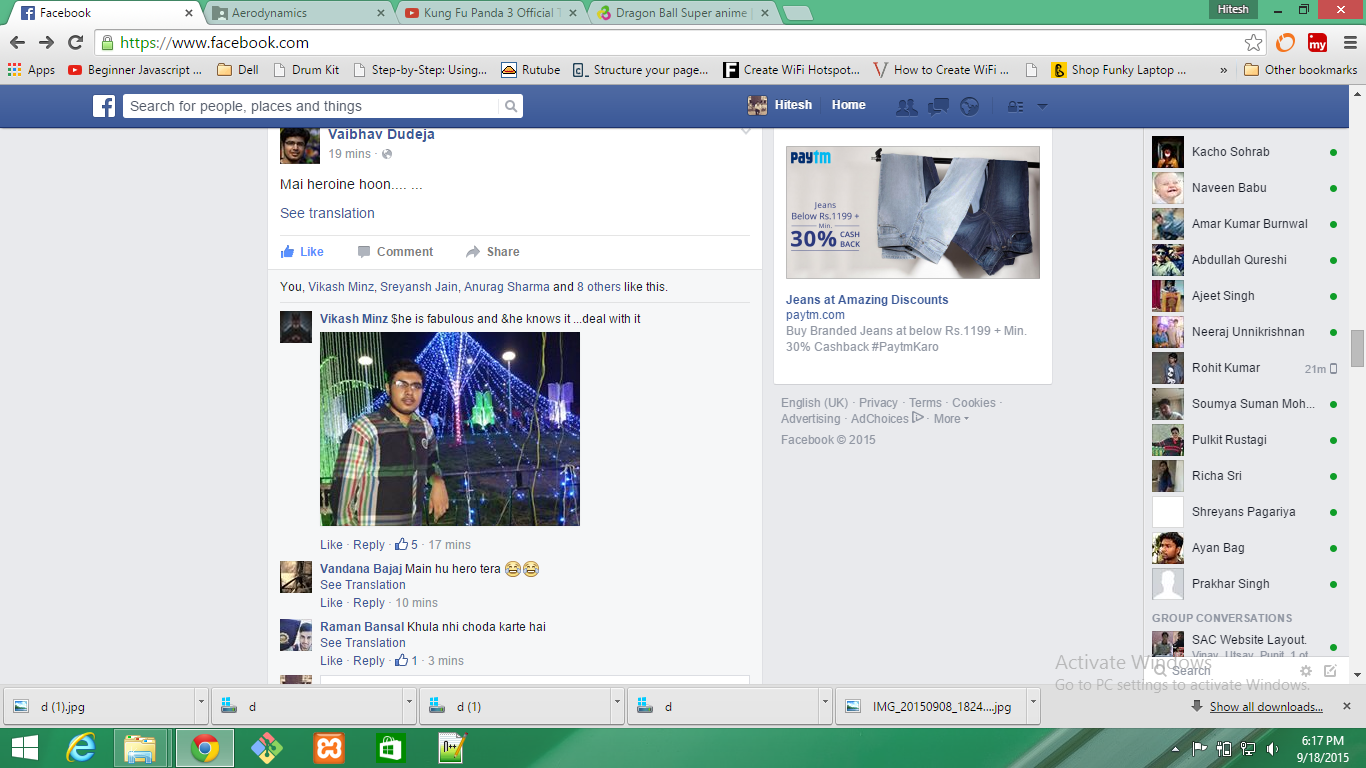 Facebook
Aerodynamics
Kung Fu Panda 3 Official T
Dragon Ball Super anime |
Hitesh
https://www.facebook.com
my
Apps
Beginner Javascript ...
Dell
Drum Kit
Step-by-Step: Using...
Rutube
Structure your page...
Create WiFi Hotspot...
How to Create WiFi ...
Shop Funky Laptop ...
»
Other bookmarks
Search for people, places and things
Hitesh
Home
Vaibhav Dudeja
19 mins ·
Mai heroine hoon.... ...
See translation
Like
Comment
Share
You, Vikash Minz, Sreyansh Jain, Anurag Sharma and 8 others like this.
Vikash Minz $he is fabulous and &he knows it ...deal with it
Like · Reply · 5 · 17 mins
Vandana Bajaj Main hu hero tera 😂😂
See Translation
Like · Reply · 10 mins
Raman Bansal Khula nhi choda karte hai
See Translation
Like · Reply · 1 · 3 mins
paytm
Jeans
Below Rs.1199 +
Min.
30% CASH BACK
Jeans at Amazing Discounts
paytm.com
Buy Branded Jeans at below Rs.1199 + Min.
30% Cashback #PaytmKaro
English (UK) · Privacy · Terms · Cookies ·
Advertising · AdChoices · More
Facebook © 2015
Kacho Sohrab
Naveen Babu
Amar Kumar Burnwal
Abdullah Qureshi
Ajeet Singh
Neeraj Unnikrishnan
Rohit Kumar 21m
Soumya Suman Moh...
Pulkit Rustagi
Richa Sri
Shreyans Pagariya
Ayan Bag
Prakhar Singh
GROUP CONVERSATIONS
SAC Website Layout.
Vinay, Utsav, Punit, 1 ot
Search
Activate Windows
Go to PC settings to activate Windows.
d (1).jpg
d
d (1)
d
IMG_20150908_1824....jpg
Show all downloads...
6:17 PM
9/18/2015